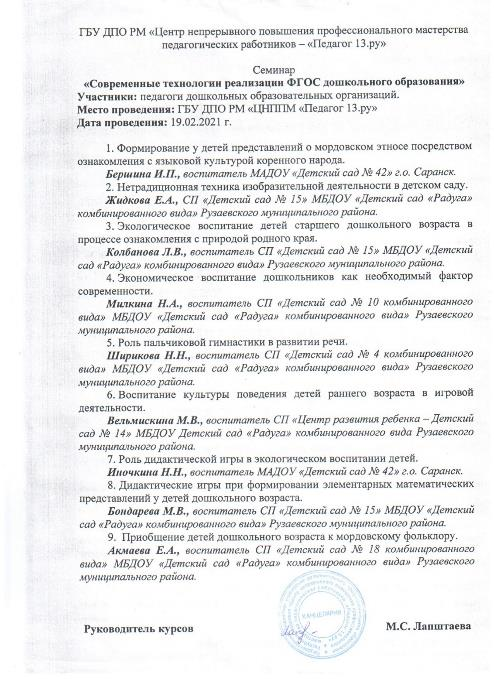 ГБУ ДПО РМ «Центр непрерывного повышения профессионального мастерства
педагогических работников – «Педагог 13.ру»
Семинар
«Современные технологии реализации ФГОС дошкольного образования»
Участники: педагоги дошкольных образовательных организаций.
Место проведения: ГБУ ДПО РМ «ЦНППМ «Педагог 13.ру»
Дата проведения: 19.02.2021 г.
1. Формирование у детей представлений о мордовском этносе посредством
ознакомления с языковой культурой коренного народа.
Бершина И.П., воспитатель МАДОУ «Детский сад № 42» г.о. Саранск.
2. Нетрадиционная техника изобразительной деятельности в детском саду.
Жидкова Е.А., СП «Детский сад № 15» МБДОУ «Детский сад «Радуга»
комбинированного вида» Рузаевского муниципального района.
3. Экологическое воспитание детей старшего дошкольного возраста в
процессе ознакомления с природой родного края.
Колбанова Л.В., воспитатель СП «Детский сад № 15» МБДОУ «Детский
сад «Радуга» комбинированного вида» Рузаевского муниципального района.
4. Экономическое воспитание дошкольников как необходимый фактор
современности.
Милкина Н.А., воспитатель СП «Детский сад № 10 комбинированного
вида» МБДОУ «Детский сад «Радуга» комбинированного вида» Рузаевского
муниципального района.
5. Роль пальчиковой гимнастики в развитии речи.
Ширикова Н.Н., воспитатель СП «Детский сад № 4 комбинированного
вида» МБДОУ «Детский сад «Радуга» комбинированного вида» Рузаевского
муниципального района.
6. Воспитание культуры поведения детей раннего возраста в игровой
деятельности.
Вельмискина М.В., воспитатель СП «Центр развития ребенка – Детский
сад № 14» МБДОУ Детский сад «Радуга» комбинированного вида Рузаевского
муниципального района.
7. Роль дидактической игры в экологическом воспитании детей.
Иночкина Н.Н., воспитатель МАДОУ «Детский сад № 42» г.о. Саранск.
8. Дидактические игры при формировании элементарных математических
представлений у детей дошкольного возраста.
Бондарева М.В., воспитатель СП «Детский сад № 15» МБДОУ «Детский
сад «Радуга» комбинированного вида» Рузаевского муниципального района.
9. Приобщение детей дошкольного возраста к мордовскому фольклору.
Акмаева Е.А., воспитатель СП «Детский сад № 18 комбинированного
вида» МБДОУ «Детский сад «Радуга» комбинированного вида» Рузаевского
муниципального района.
КАНЦЕЛЯРИЯ
Руководитель курсов М.С. Лапштаева